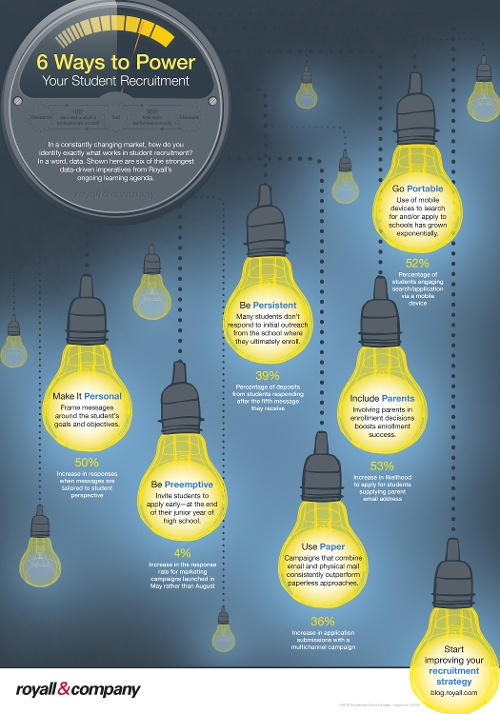 6 Ways to Power
Your Student Recruitment
In a constantly changing market, how do you
identify exactly what works in student recruitment?
In a word, data. Shown here are six of the strongest
data-driven imperatives from Royall's
ongoing learning agenda.
Go Portable
Use of mobile
devices to search
for and/or apply to
schools has grown
exponentially.
52%
Percentage of
students engaging
search/application
via a mobile
device
Be Persistent
Many students don't
respond to initial outreach
from the school where
they ultimately enroll.
39%
Percentage of deposits
from students responding
after the fifth message
they receive
Make It Personal
Frame messages
around the student's
goals and objectives.
50%
Increase in responses
when messages are
tailored to student
perspective
Include Parents
Involving parents in
enrollment decisions
boosts enrollment
success.
53%
Increase in likelihood
to apply for students
supplying parent
email address
Be Preemptive
Invite students to
apply early—at the end
of their junior year of
high school.
4%
Increase in the response
rate for marketing
campaigns launched in
May rather than August
Use Paper
Campaigns that combine
email and physical mail
consistently outperform
paperless approaches.
36%
Increase in application
submissions with a
multichannel campaign
Start
improving your
recruitment
strategy
blog.royall.com
royall&company